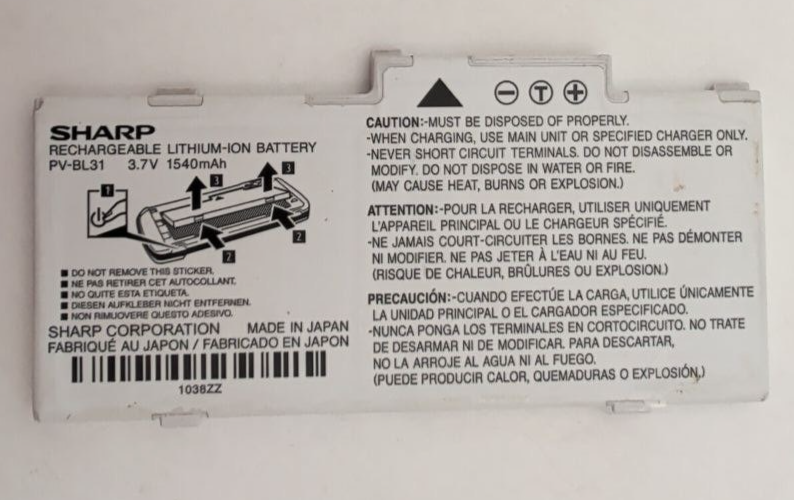 SHARP
RECHARGEABLE LITHIUM-ION BATTERY
PV-BL31 3.7V 1540mAh
1
3
3
2
2
■ DO NOT REMOVE THIS STICKER.
■ NE PAS RETIRER CET AUTOCOLLANT.
■ NO QUITE ESTA ETIQUETA.
■ DIESEN AUFKLEBER NICHT ENTFERNEN.
■ NON RIMUOVERE QUESTO ADESIVO.
SHARP CORPORATION MADE IN JAPAN
FABRIQUÉ AU JAPON / FABRICADO EN JAPON
1038ZZ
▲ ⊖ Ⓣ ⊕
CAUTION:-MUST BE DISPOSED OF PROPERLY.
-WHEN CHARGING, USE MAIN UNIT OR SPECIFIED CHARGER ONLY.
-NEVER SHORT CIRCUIT TERMINALS. DO NOT DISASSEMBLE OR
MODIFY. DO NOT DISPOSE IN WATER OR FIRE.
(MAY CAUSE HEAT, BURNS OR EXPLOSION.)
ATTENTION:-POUR LA RECHARGER, UTILISER UNIQUEMENT
L'APPAREIL PRINCIPAL OU LE CHARGEUR SPÉCIFIÉ.
-NE JAMAIS COURT-CIRCUITER LES BORNES. NE PAS DÉMONTER
NI MODIFIER. NE PAS JETER À L'EAU NI AU FEU.
(RISQUE DE CHALEUR, BRÛLURES OU EXPLOSION.)
PRECAUCIÓN:-CUANDO EFECTÚE LA CARGA, UTILICE ÚNICAMENTE
LA UNIDAD PRINCIPAL O EL CARGADOR ESPECIFICADO.
-NUNCA PONGA LOS TERMINALES EN CORTOCIRCUITO. NO TRATE
DE DESARMAR NI DE MODIFICAR. PARA DESCARTAR,
NO LA ARROJE AL AGUA NI AL FUEGO.
(PUEDE PRODUCIR CALOR, QUEMADURAS O EXPLOSIÓN.)